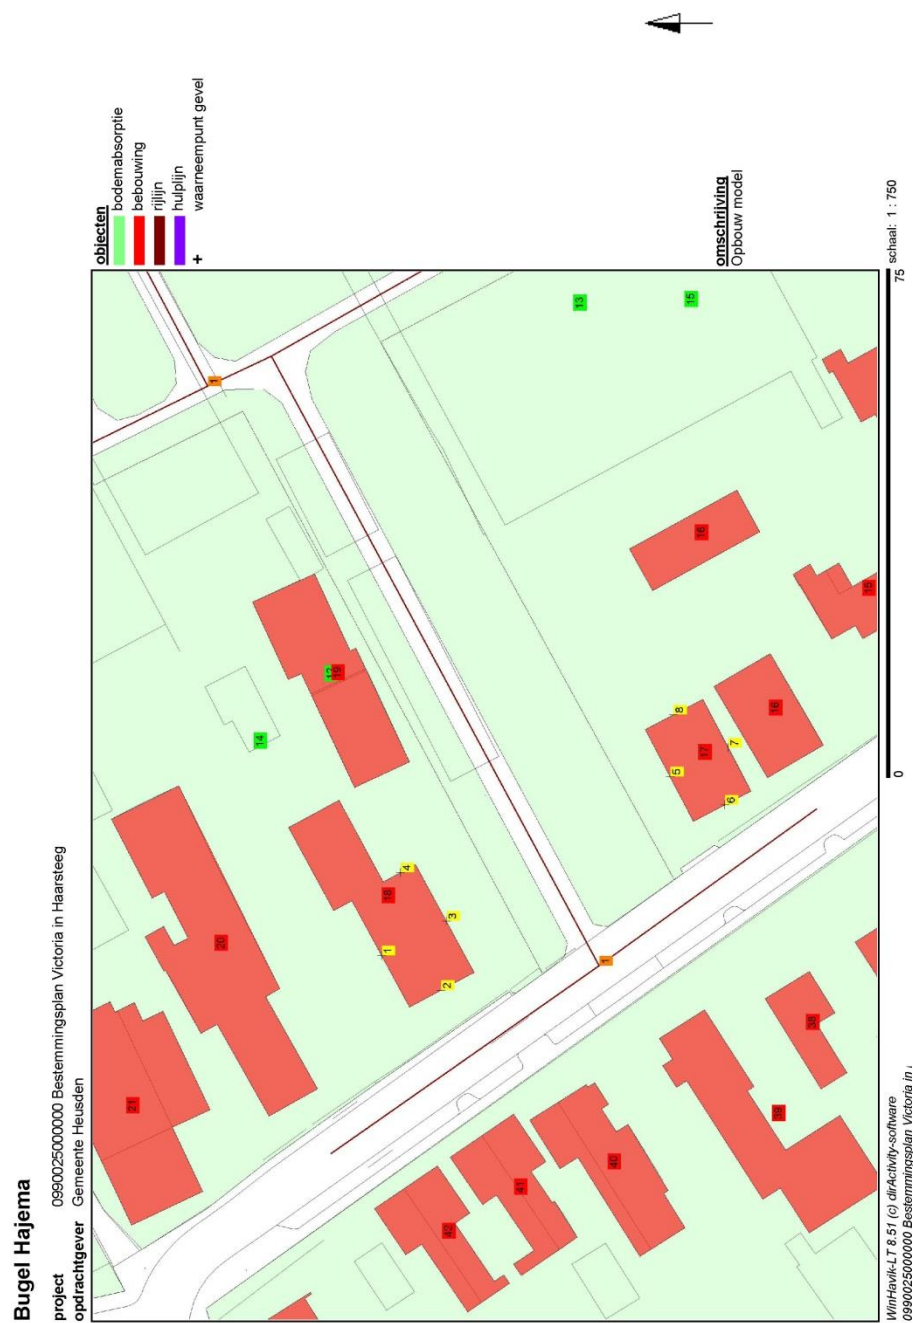 Bugel Hajema
project 09900250000000 Bestemmingsplan Victoria in Haarsteeg
opdrachtgever Gemeente Heusden
objecten
bodemabsorptie
bebouwing
rijlijn
hulplijn
+ waarneempunt gevel
omschrijving
Opbouw model
21
20
14
12
19
1
18
1
4
3
2
1
13
15
16
5
8
17
7
6
16
15
42
41
40
39
38
0 75
schaal: 1 : 750
WinHavik-LT 8.51 (c) dirActivity-software
09900250000000 Bestemmingsplan Victoria in